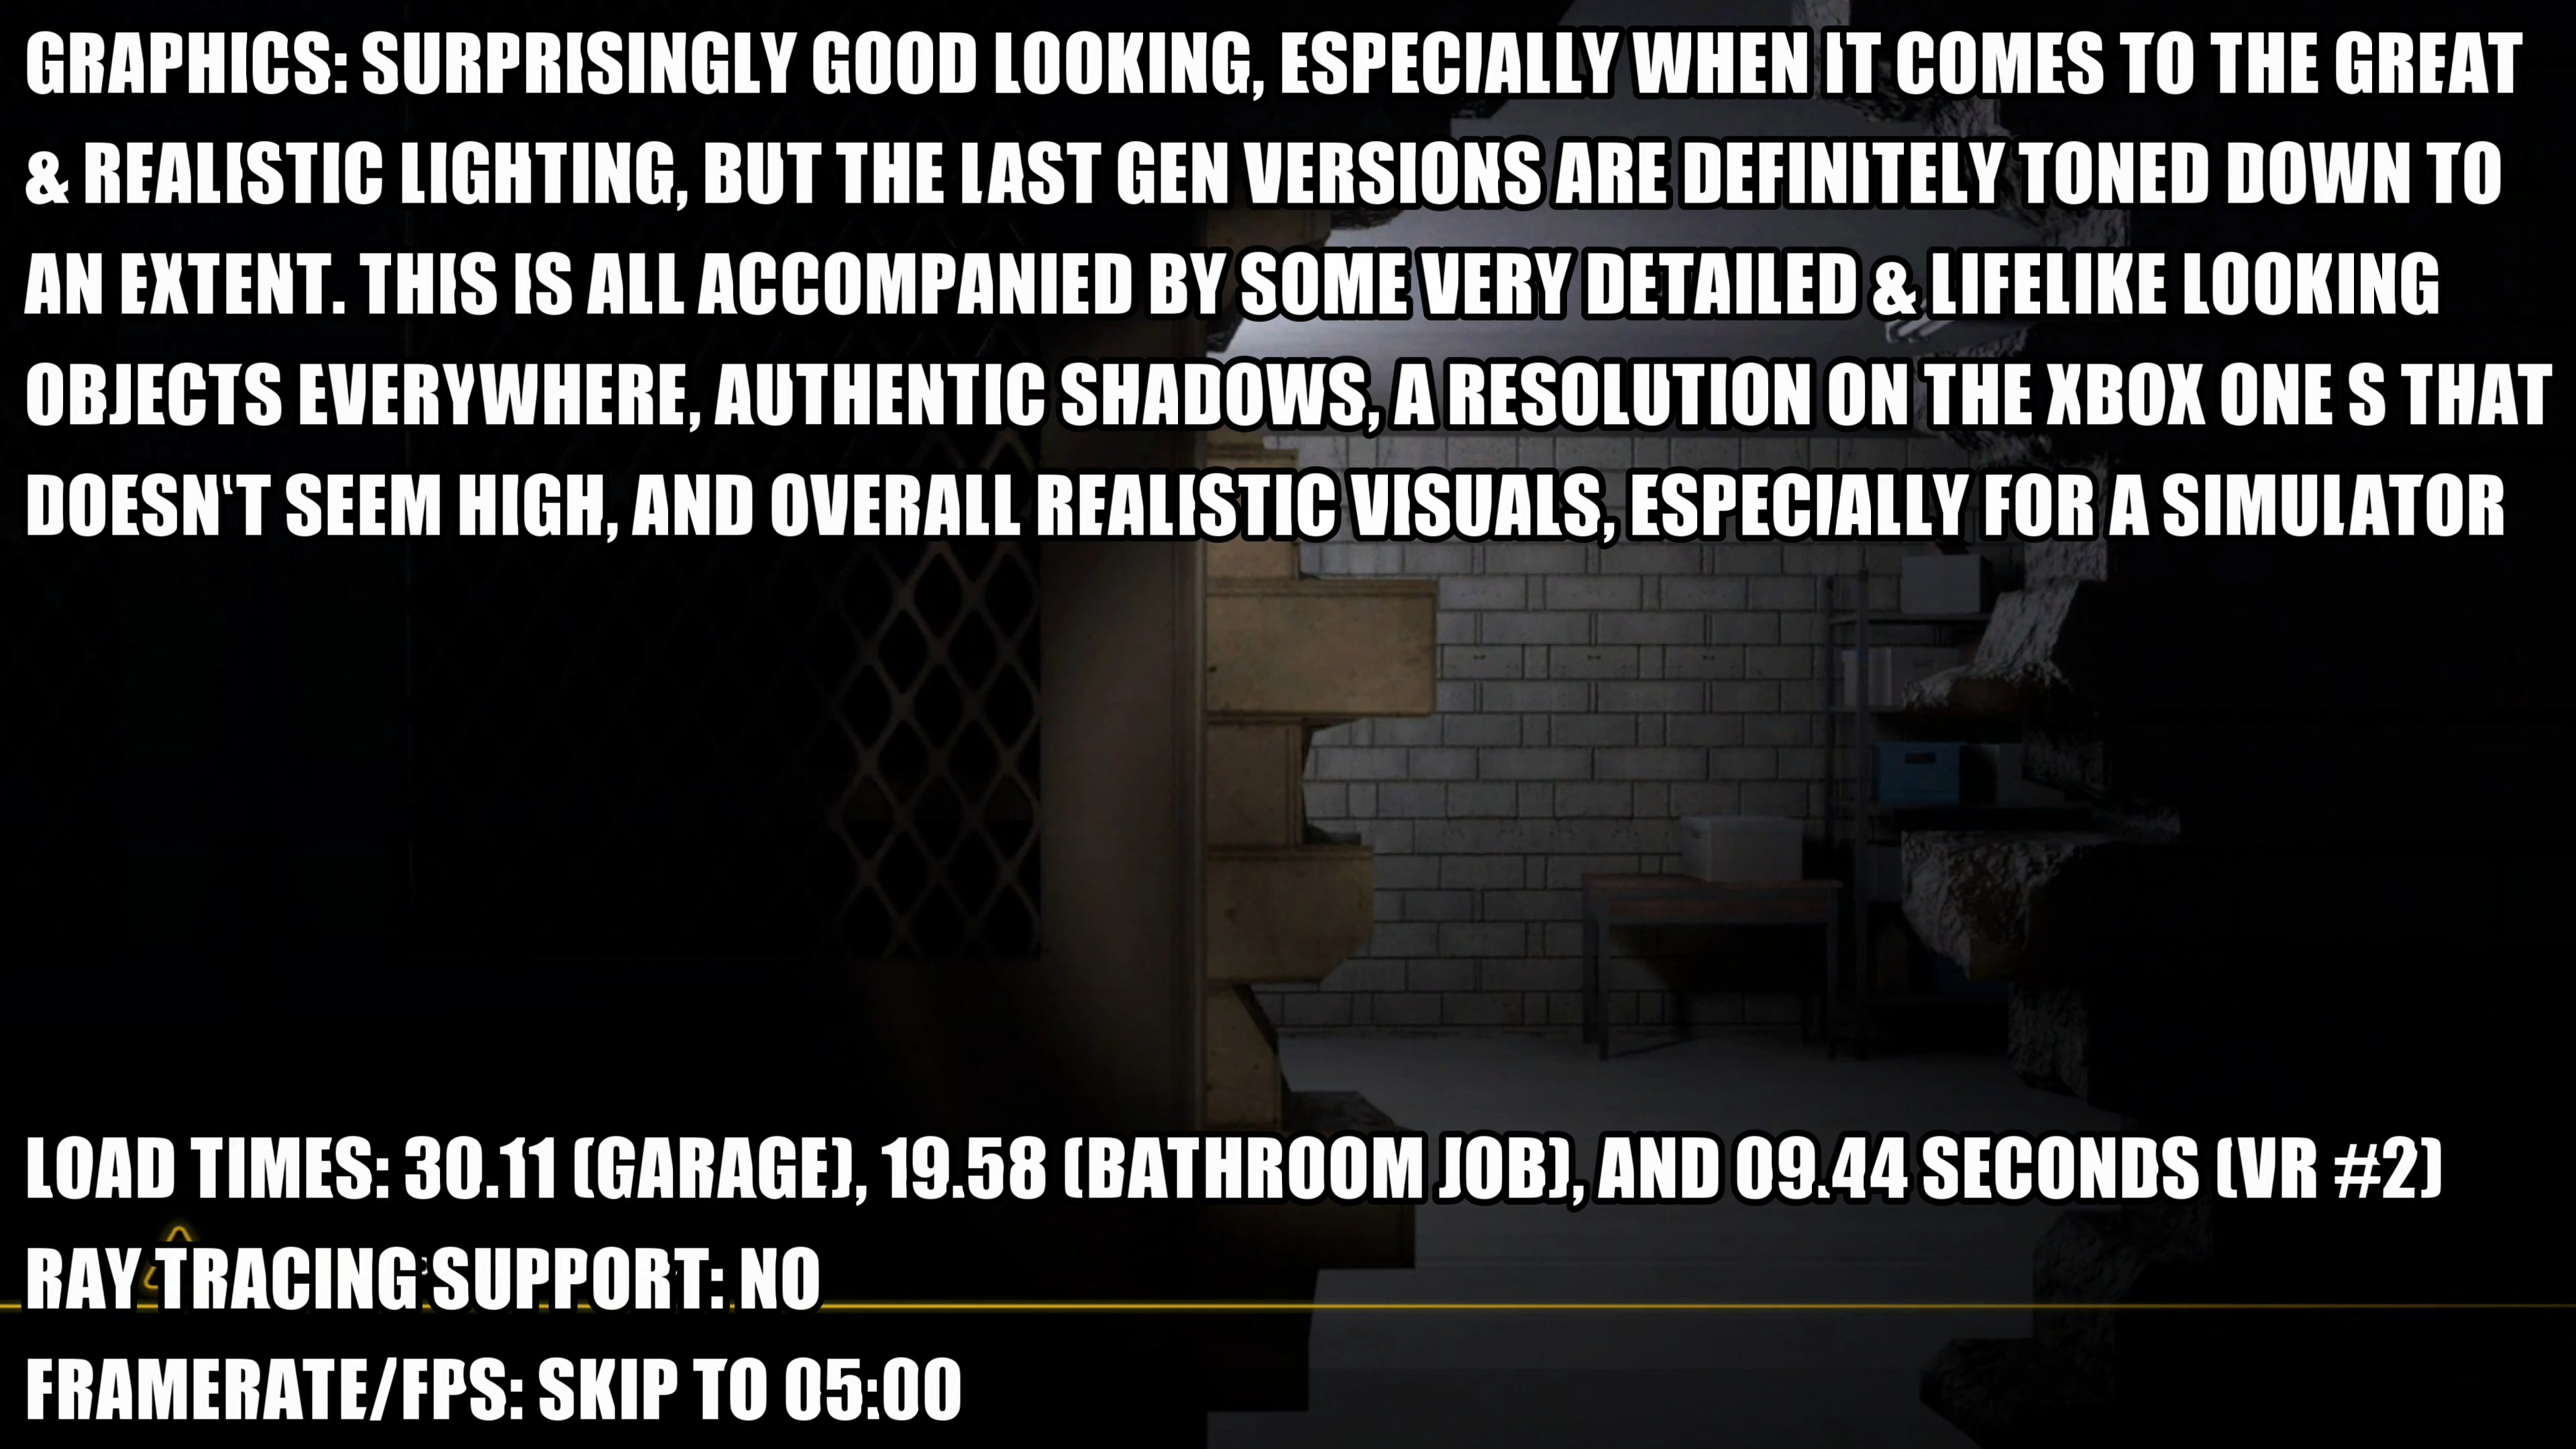 GRAPHICS: SURPRISINGLY GOOD LOOKING, ESPECIALLY WHEN IT COMES TO THE GREAT
& REALISTIC LIGHTING, BUT THE LAST GEN VERSIONS ARE DEFINITELY TONED DOWN TO
AN EXTENT. THIS IS ALL ACCOMPANIED BY SOME VERY DETAILED & LIFELIKE LOOKING
OBJECTS EVERYWHERE, AUTHENTIC SHADOWS, A RESOLUTION ON THE XBOX ONE S THAT
DOESN'T SEEM HIGH, AND OVERALL REALISTIC VISUALS, ESPECIALLY FOR A SIMULATOR
LOAD TIMES: 30.11 (GARAGE), 19.58 (BATHROOM JOB), AND 09.44 SECONDS (VR #2)
RAY TRACING SUPPORT: NO
FRAMERATE/FPS: SKIP TO 05:00